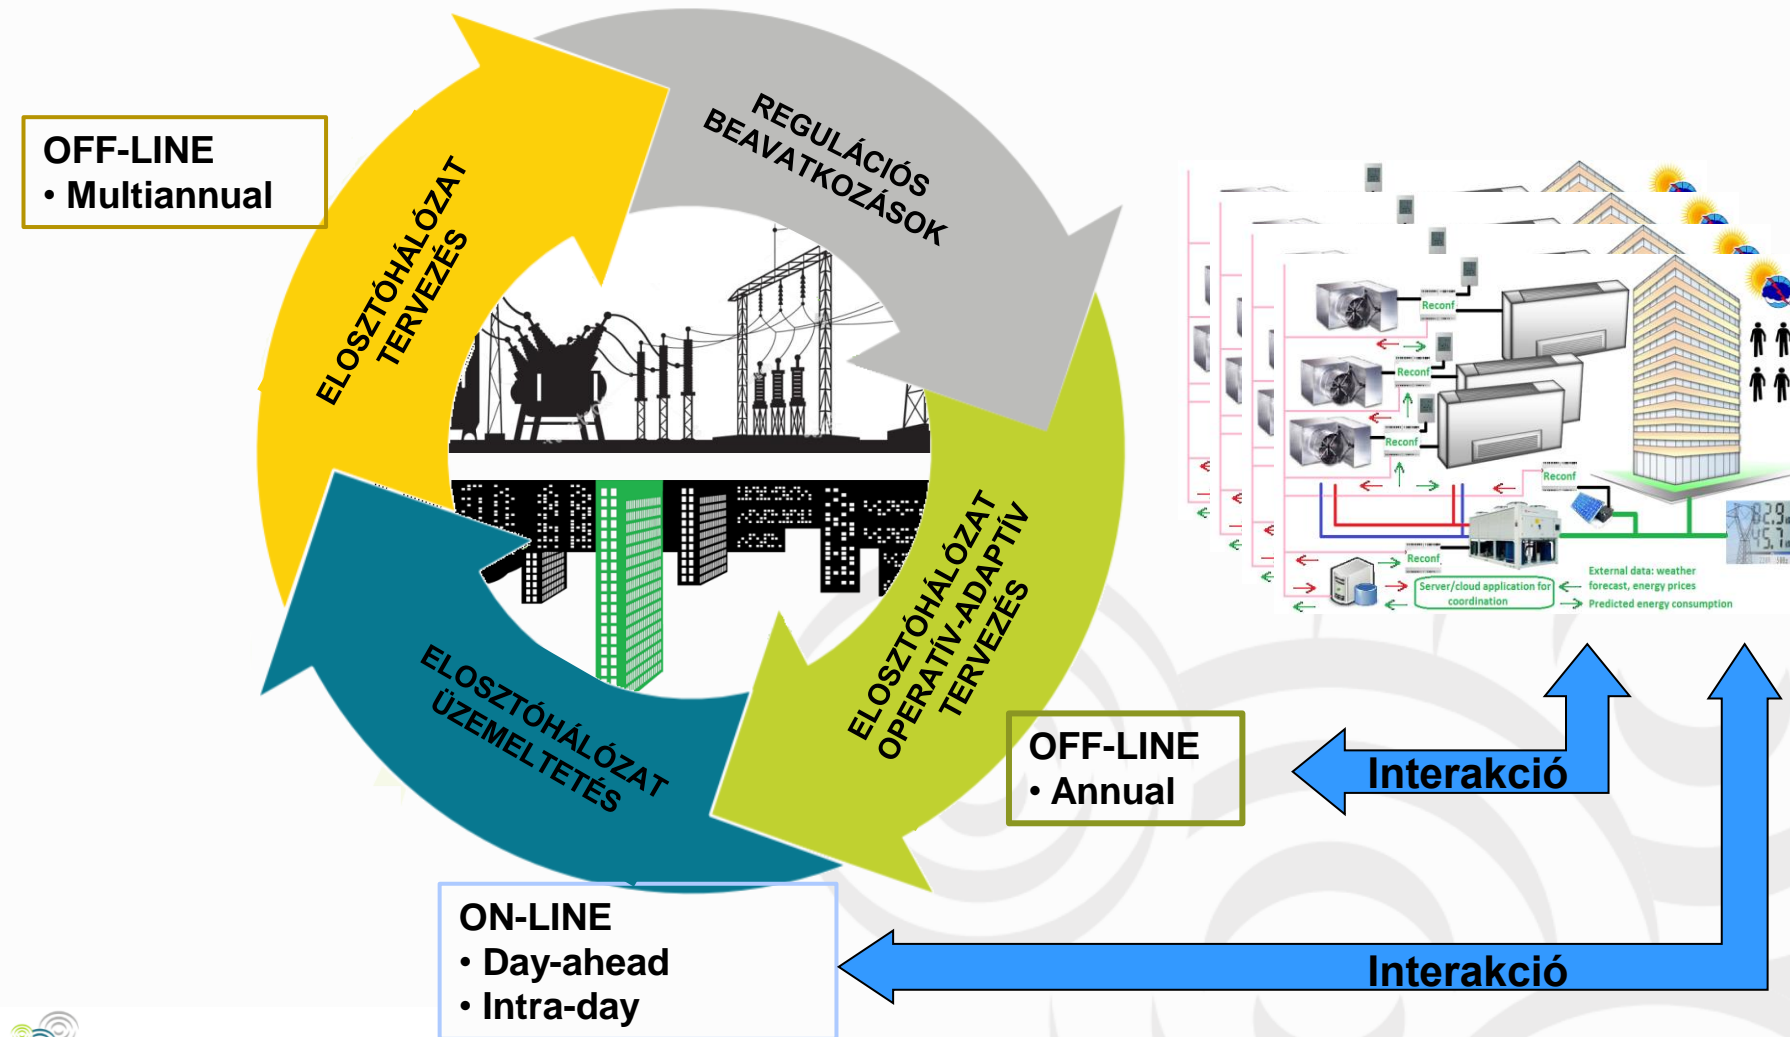 OFF-LINE
• Multiannual
ELOSZTÓHÁLÓZAT
TERVEZÉS
REGULÁCIÓS
BEAVATKOZÁSOK
ELOSZTÓHÁLÓZAT
OPERATÍV-ADAPTÍV
TERVEZÉS
ELOSZTÓHÁLÓZAT
ÜZEMELTETÉS
OFF-LINE
• Annual
ON-LINE
• Day-ahead
• Intra-day
Reconf
Reconf
Reconf
Reconf
Reconf
Server/cloud application for
coordination
External data: weather
forecast, energy prices
Predicted energy consumption
Interakció
Interakció